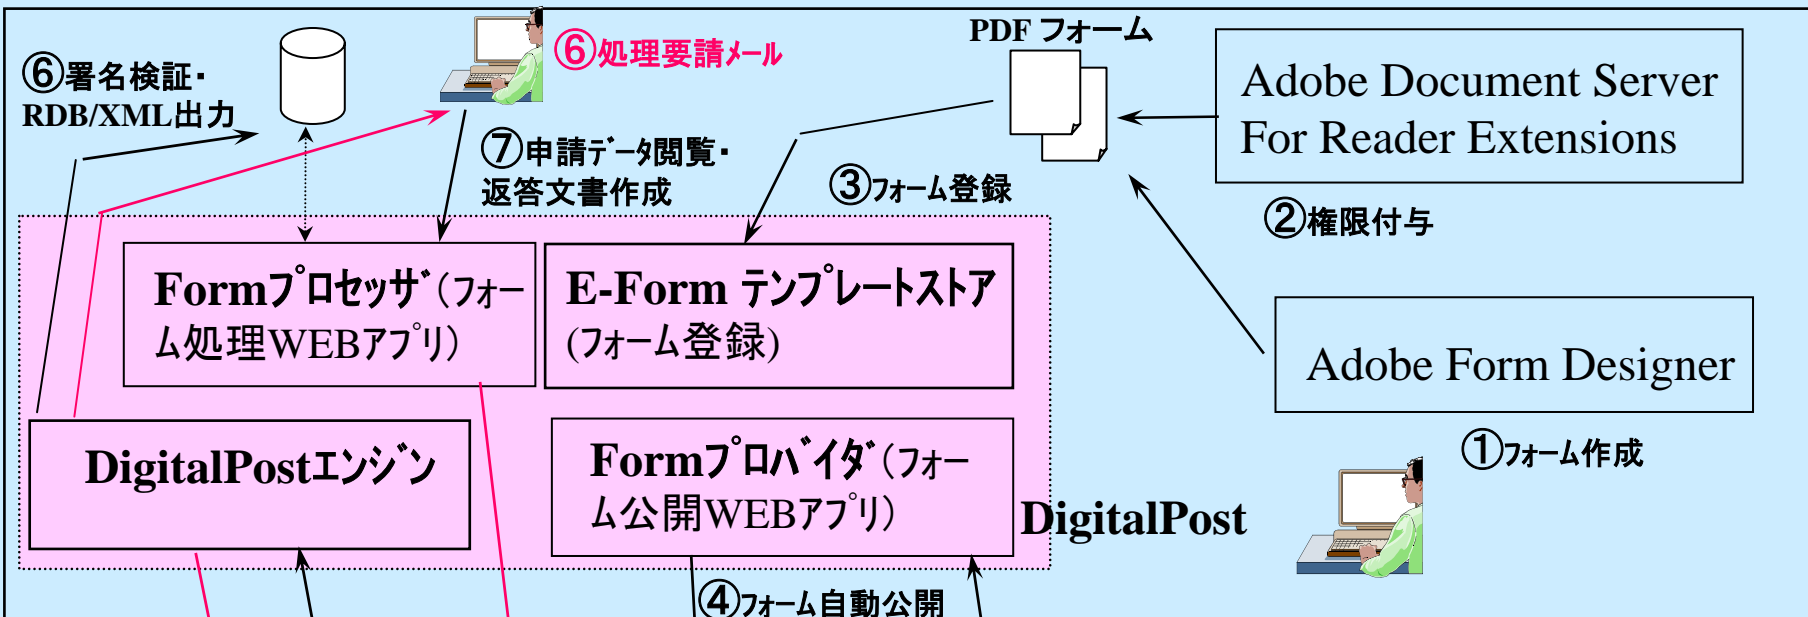 ⑥署名検証・
RDB/XML出力
⑥処理要請メール
PDF フォーム
Adobe Document Server
For Reader Extensions
⑦申請データ閲覧・
返答文書作成
③フォーム登録
②権限付与
Formプロセッサ(フォー
ム処理WEBアプリ)
E-Form テンプレートストア
(フォーム登録)
Adobe Form Designer
①フォーム作成
DigitalPostエンジン
Formプロバイダ(フォー
ム公開WEBアプリ)
DigitalPost
④フォーム自動公開